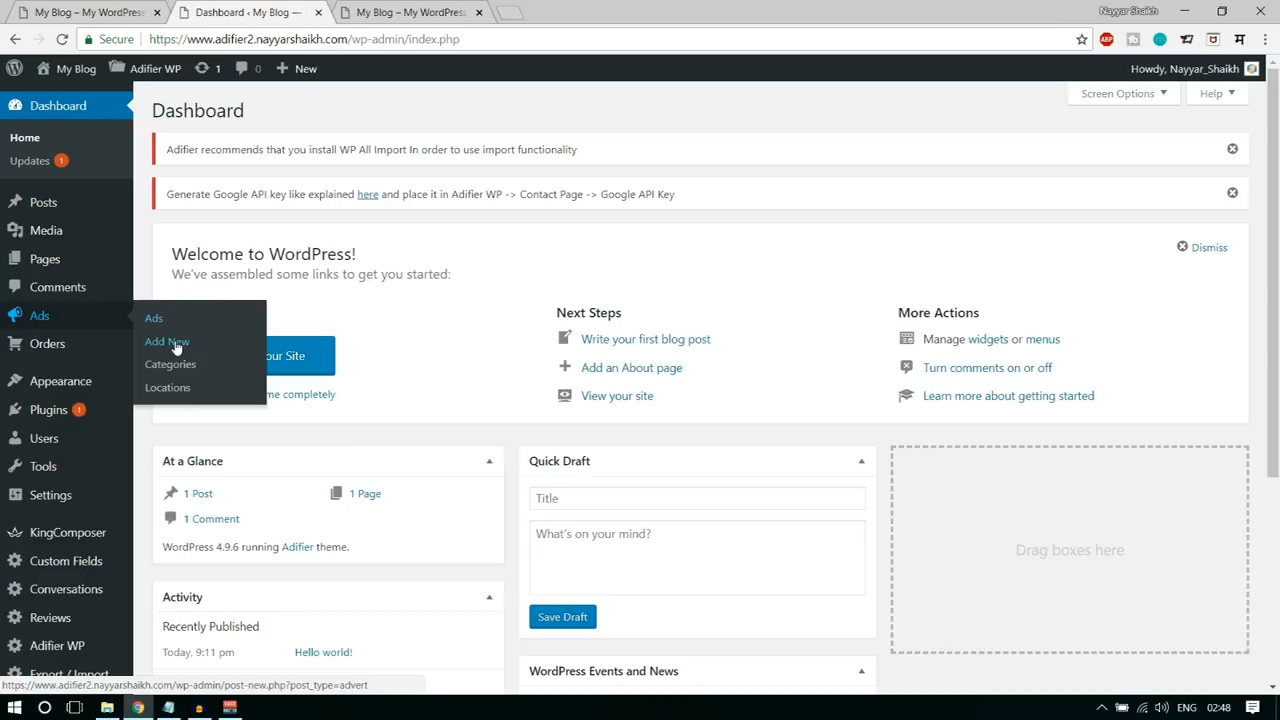 My Blog – My WordPress
Dashboard ‹ My Blog —
My Blog – My WordPress
Nayyar Shaikh
Secure
https://www.adifier2.nayyarshaikh.com/wp-admin/index.php
ABP
My Blog
Adifier WP
1
0
New
Howdy, Nayyar_Shaikh
Dashboard
Home
Updates 1
Posts
Media
Pages
Comments
Ads
Orders
Appearance
Plugins 1
Users
Tools
Settings
KingComposer
Custom Fields
Conversations
Reviews
Adifier WP
Export / Import
Ads
Add New
Categories
Locations
Dashboard
Screen Options
Help
Adifier recommends that you install WP All Import In order to use import functionality
Generate Google API key like explained here and place it in Adifier WP -> Contact Page -> Google API Key
Welcome to WordPress!
We've assembled some links to get you started:
Dismiss
our Site
me completely
Next Steps
Write your first blog post
Add an About page
View your site
More Actions
Manage widgets or menus
Turn comments on or off
Learn more about getting started
At a Glance
1 Post
1 Page
1 Comment
WordPress 4.9.6 running Adifier theme.
Activity
Recently Published
Today, 9:11 pm
Hello world!
Quick Draft
Title
What's on your mind?
Save Draft
WordPress Events and News
Drag boxes here
https://www.adifier2.nayyarshaikh.com/wp-admin/post-new.php?post_type=advert
ENG
02:48